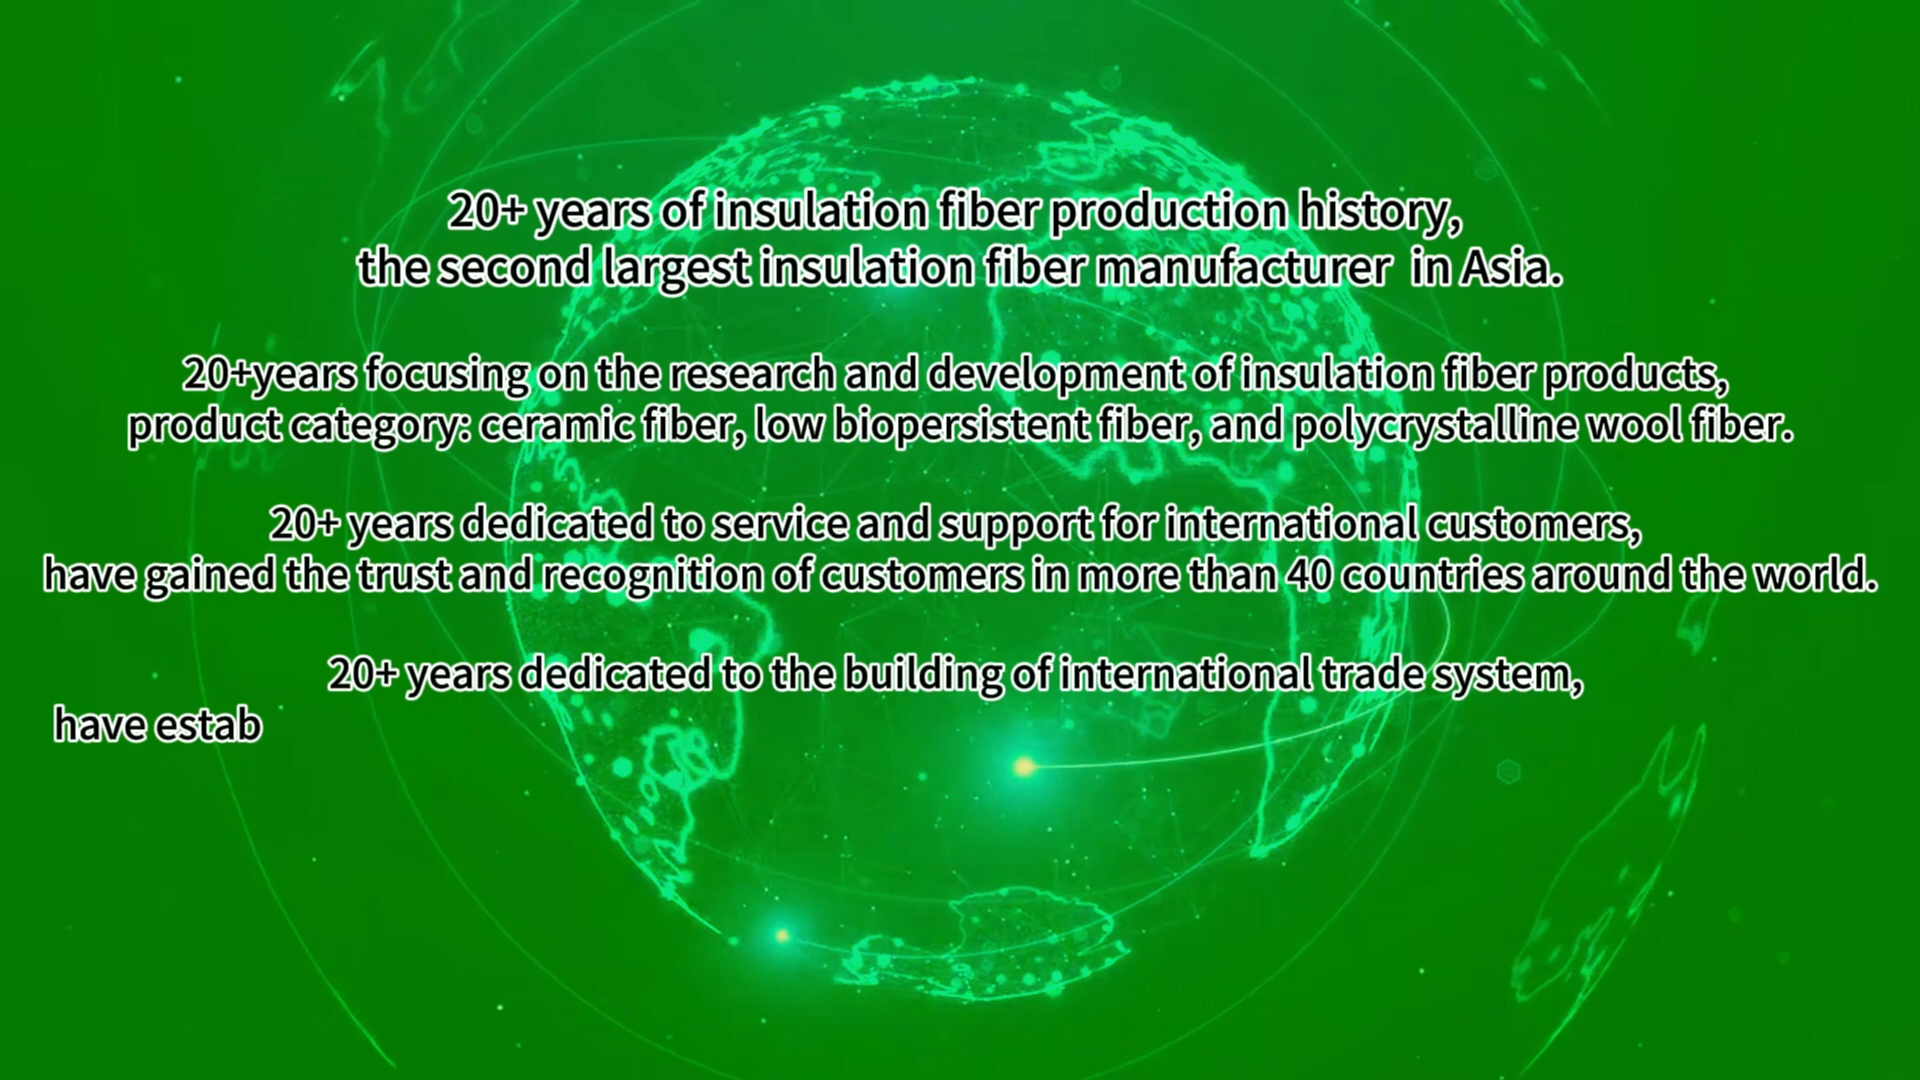 20+ years of insulation fiber production history,
the second largest insulation fiber manufacturer  in Asia.
20+years focusing on the research and development of insulation fiber products,
product category: ceramic fiber, low biopersistent fiber, and polycrystalline wool fiber.
20+ years dedicated to service and support for international customers,
have gained the trust and recognition of customers in more than 40 countries around the world.
20+ years dedicated to the building of international trade system,
have estab